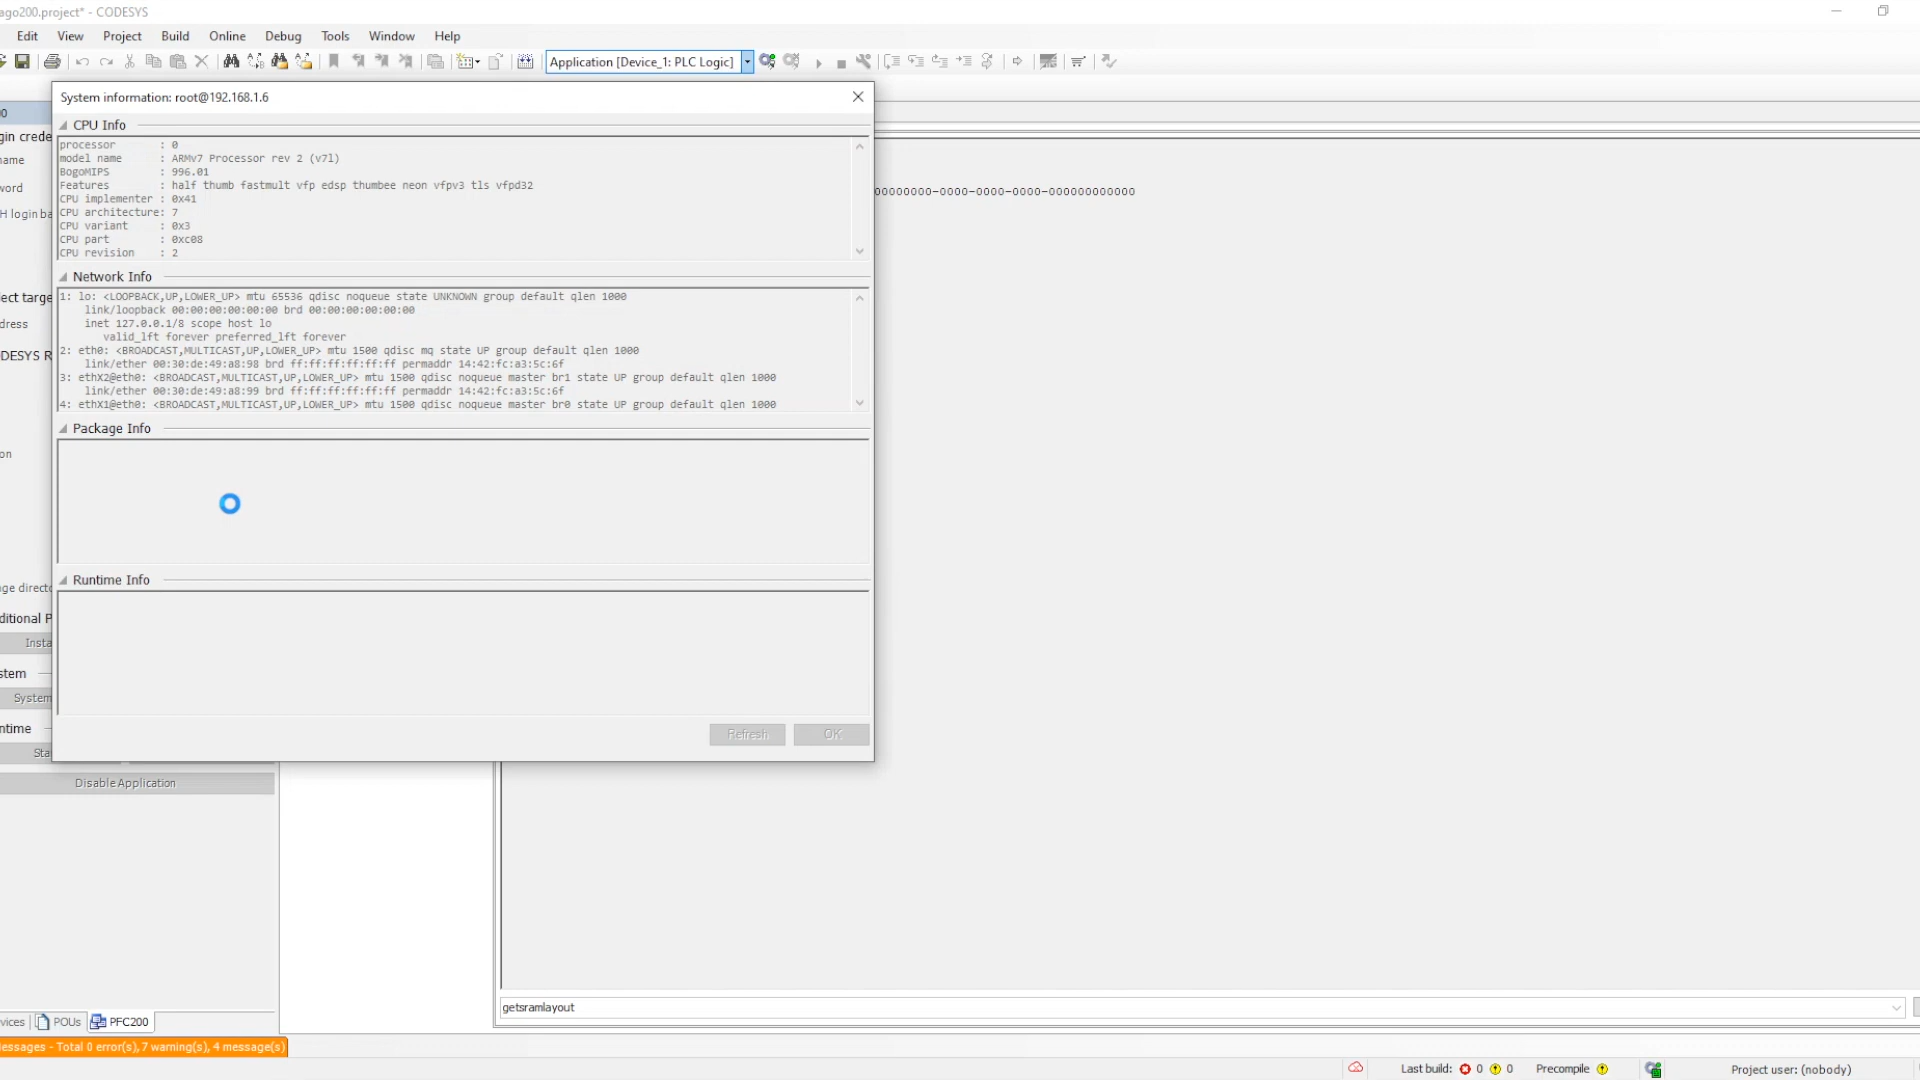 ago200.project* - CODESYS
Edit View Project Build Online Debug Tools Window Help
Application [Device_1: PLC Logic]
System information: root@192.168.1.6
CPU Info
processor : 0
model name : ARMv7 Processor rev 2 (v7l)
BogoMIPS : 996.01
Features : half thumb fastmult vfp edsp thumbee neon vfpv3 tls vfpd32
CPU implementer : 0x41
CPU architecture: 7
CPU variant : 0x3
CPU part : 0xc08
CPU revision : 2
00000000-0000-0000-0000-000000000000
Network Info
1: lo: <LOOPBACK,UP,LOWER_UP> mtu 65536 qdisc noqueue state UNKNOWN group default qlen 1000
link/loopback 00:00:00:00:00:00 brd 00:00:00:00:00:00
inet 127.0.0.1/8 scope host lo
valid_lft forever preferred_lft forever
2: eth0: <BROADCAST,MULTICAST,UP,LOWER_UP> mtu 1500 qdisc mq state UP group default qlen 1000
link/ether 00:30:de:49:a8:98 brd ff:ff:ff:ff:ff:ff permaddr 14:42:fc:a3:5c:6f
3: ethX2@eth0: <BROADCAST,MULTICAST,UP,LOWER_UP> mtu 1500 qdisc noqueue master br1 state UP group default qlen 1000
link/ether 00:30:de:49:a8:99 brd ff:ff:ff:ff:ff:ff permaddr 14:42:fc:a3:5c:6f
4: ethX1@eth0: <BROADCAST,MULTICAST,UP,LOWER_UP> mtu 1500 qdisc noqueue master br0 state UP group default qlen 1000
Package Info
Runtime Info
Refresh OK
0
gin crede
ame
word
H login ba
ect targe
dress
DESYS R
on
ge directo
ditional P
Insta
stem
System
ntime
Sta
Disable Application
getsramlayout
vices POUs PFC200
essages - Total 0 error(s), 7 warning(s), 4 message(s)
Last build: 0 0 Precompile Project user: (nobody)